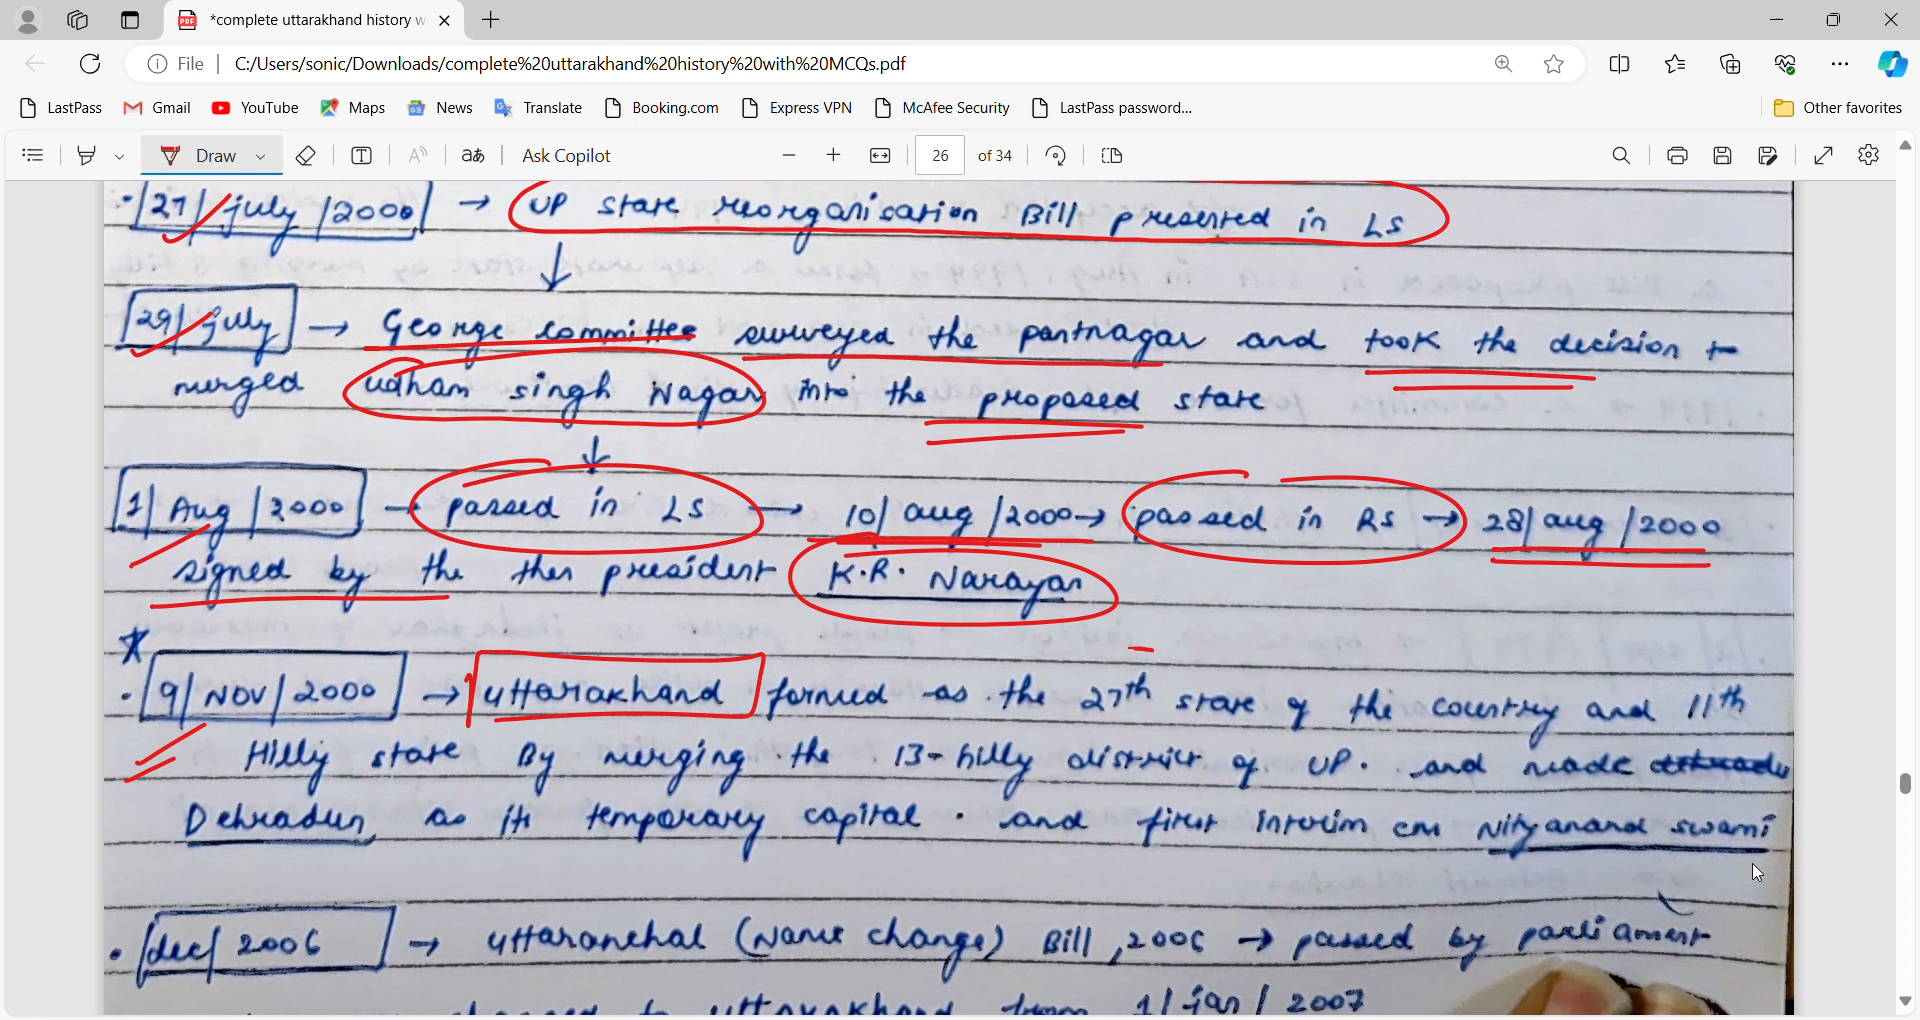 *complete uttarakhand history w
File | C:/Users/sonic/Downloads/complete%20uttarakhand%20history%20with%20MCQs.pdf
LastPass Gmail YouTube Maps News Translate Booking.com Express VPN McAfee Security LastPass password... Other favorites
Draw Ask Copilot 26 of 34
27/july/2000 → UP state reorganisation Bill presented in LS
29/july → George committee surveyed the pantnagar and took the decision to
merged udham singh Nagar into the proposed state
1/Aug/2000 → passed in LS → 10/aug/2000 → passed in RS → 28/aug/2000
signed by the then president K.R. Narayan
9/Nov/2000 → uttarakhand formed as the 27th state of the country and 11th
Hilly state By merging the 13-hilly district of UP. and made
Dehradun as its temporary capital. and first interim cm Nityanand swami
dec/2006 → uttaranchal (Name change) Bill, 2006 → passed by parliament
to uttarakhand from 1/jan/2007